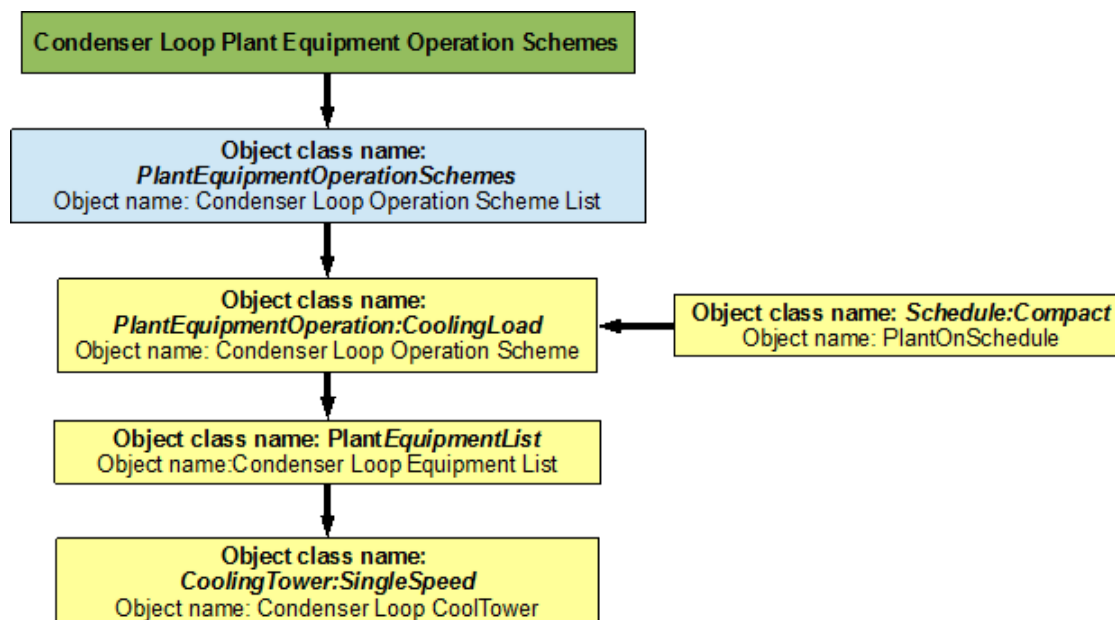 Condenser Loop Plant Equipment Operation Schemes
Object class name:
PlantEquipmentOperationSchemes
Object name: Condenser Loop Operation Scheme List
Object class name:
PlantEquipmentOperation:CoolingLoad
Object name: Condenser Loop Operation Scheme
Object class name: Schedule:Compact
Object name: PlantOnSchedule
Object class name: PlantEquipmentList
Object name:Condenser Loop Equipment List
Object class name:
CoolingTower:SingleSpeed
Object name: Condenser Loop CoolTower